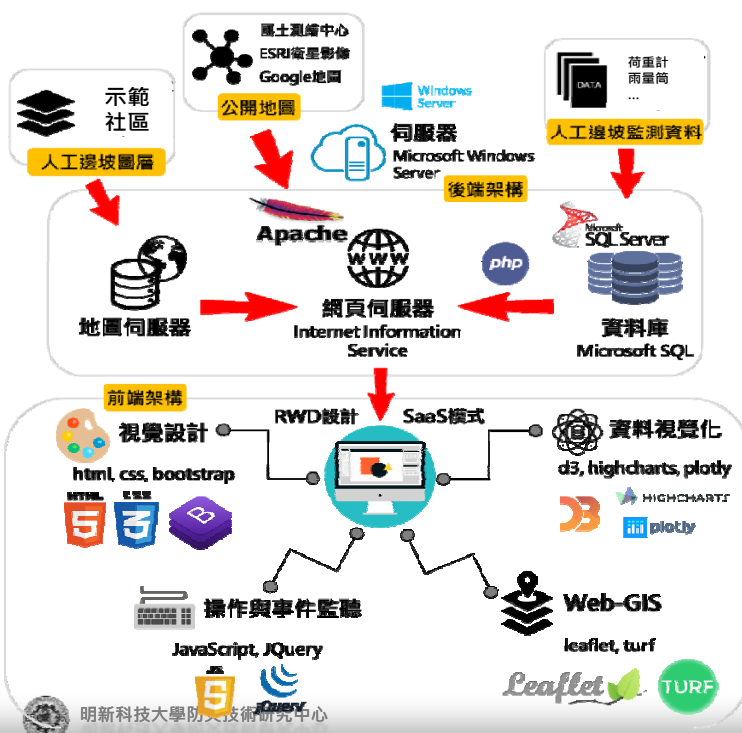 國土測繪中心
ESRI衛星影像
Google地圖
公開地圖
示範
社區
人工邊坡圖層
Windows
Server
伺服器
Microsoft Windows
Server
DATA
荷重計
雨量筒
...
人工邊坡監測資料
後端架構
Apache
WWW
網頁伺服器
Internet Information
Service
php
Microsoft
SQL Server
資料庫
Microsoft SQL
地圖伺服器
前端架構
RWD設計
SaaS模式
視覺設計
html, css, bootstrap
HTML
5
CSS
3
B
資料視覺化
d3, highcharts, plotly
D3
HIGHCHARTS
plotly
操作與事件監聽
JavaScript, JQuery
JS
5
jQuery
Web-GIS
leaflet, turf
Leaflet
TURF
明新科技大學防災技術研究中心